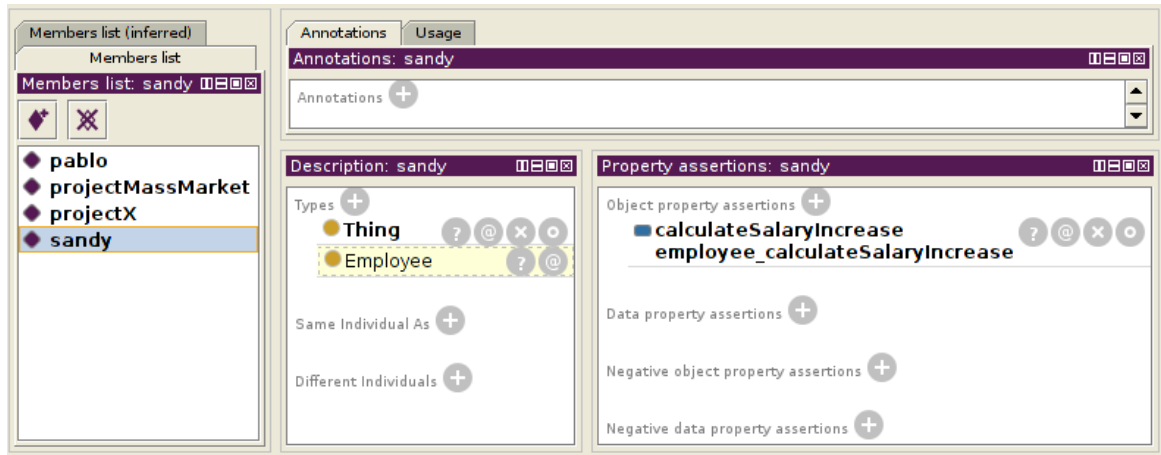 Members list (inferred)
Members list
Members list: sandy
pablo
projectMassMarket
projectX
sandy
Annotations Usage
Annotations: sandy
Annotations
Description: sandy
Types
Thing
Employee
Same Individual As
Different Individuals
Property assertions: sandy
Object property assertions
calculateSalaryIncrease
employee_calculateSalaryIncrease
Data property assertions
Negative object property assertions
Negative data property assertions